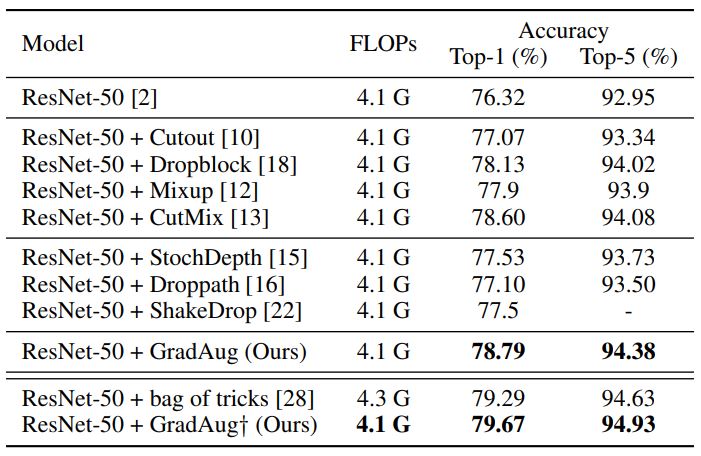 Model FLOPs Accuracy
Top-1 (%) Top-5 (%)
ResNet-50 [2] 4.1 G 76.32 92.95
ResNet-50 + Cutout [10] 4.1 G 77.07 93.34
ResNet-50 + Dropblock [18] 4.1 G 78.13 94.02
ResNet-50 + Mixup [12] 4.1 G 77.9 93.9
ResNet-50 + CutMix [13] 4.1 G 78.60 94.08
ResNet-50 + StochDepth [15] 4.1 G 77.53 93.73
ResNet-50 + Droppath [16] 4.1 G 77.10 93.50
ResNet-50 + ShakeDrop [22] 4.1 G 77.5 -
ResNet-50 + GradAug (Ours) 4.1 G 78.79 94.38
ResNet-50 + bag of tricks [28] 4.3 G 79.29 94.63
ResNet-50 + GradAug† (Ours) 4.1 G 79.67 94.93